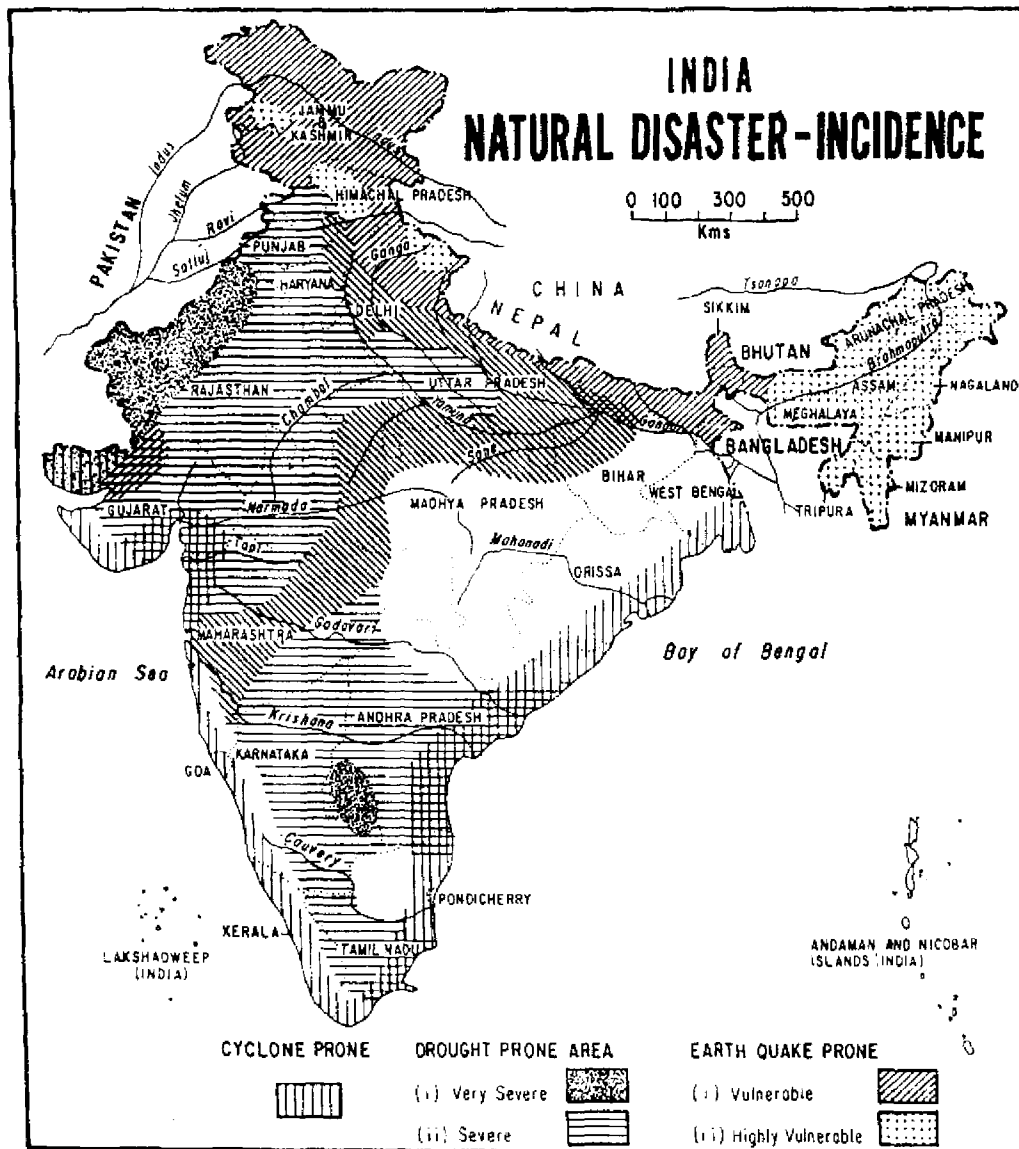 INDIA
NATURAL DISASTER-INCIDENCE
0 100 300 500
Kms
JAMMU
&
KASHMIR
Indus
HIMACHAL PRADESH
Indus
Jhelum
Ravi
Satluj
PAKISTAN
PUNJAB
Ganga
HARYANA
DELHI
CHINA
NEPAL
Tsangpo
SIKKIM
ARUNACHAL PRADESH
BHUTAN
Brahmaputra
RAJASTHAN
Chambal
UTTAR PRADESH
Yamuna
ASSAM
NAGALAND
MEGHALAYA
Ganga
BANGLADESH
MANIPUR
Sone
BIHAR
WEST BENGAL
MIZORAM
TRIPURA
GUJARAT
Narmada
MADHYA PRADESH
MYANMAR
Tapi
Mahanadi
ORISSA
MAHARASHTRA
Godavari
Arabian Sea
Bay of Bengal
Krishana
ANDHRA PRADESH
KARNATAKA
GOA
Cauvery
PONDICHERRY
KERALA
TAMIL NADU
LAKSHADWEEP
(INDIA)
ANDAMAN AND NICOBAR
ISLANDS (INDIA)
CYCLONE PRONE
DROUGHT PRONE AREA
EARTH QUAKE PRONE
(i) Very Severe
(i) Vulnerable
(ii) Severe
(ii) Highly Vulnerable